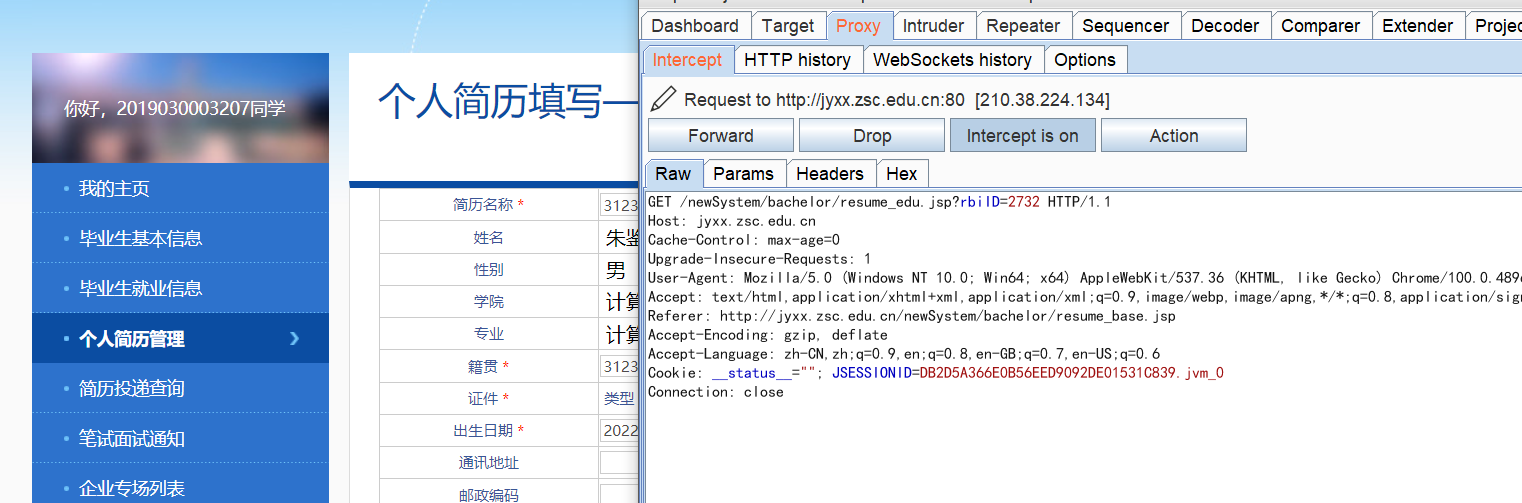 你好，2019030003207同学
我的主页
毕业生基本信息
毕业生就业信息
个人简历管理
简历投递查询
笔试面试通知
企业专场列表
个人简历填写—
简历名称 * 3123
姓名 朱鉴
性别 男
学院 计算
专业 计算
籍贯 * 3123
证件 * 类型
出生日期 * 2022
通讯地址
邮政编码
Dashboard Target Proxy Intruder Repeater Sequencer Decoder Comparer Extender Projec
Intercept HTTP history WebSockets history Options
Request to http://jyxx.zsc.edu.cn:80 [210.38.224.134]
Forward Drop Intercept is on Action
Raw Params Headers Hex
GET /newSystem/bachelor/resume_edu.jsp?rbiID=2732 HTTP/1.1
Host: jyxx.zsc.edu.cn
Cache-Control: max-age=0
Upgrade-Insecure-Requests: 1
User-Agent: Mozilla/5.0 (Windows NT 10.0; Win64; x64) AppleWebKit/537.36 (KHTML, like Gecko) Chrome/100.0.4896
Accept: text/html,application/xhtml+xml,application/xml;q=0.9,image/webp,image/apng,*/*;q=0.8,application/sign
Referer: http://jyxx.zsc.edu.cn/newSystem/bachelor/resume_base.jsp
Accept-Encoding: gzip, deflate
Accept-Language: zh-CN,zh;q=0.9,en;q=0.8,en-GB;q=0.7,en-US;q=0.6
Cookie: __status__=""; JSESSIONID=DB2D5A366E0B56EED9092DE01531C839.jvm_0
Connection: close